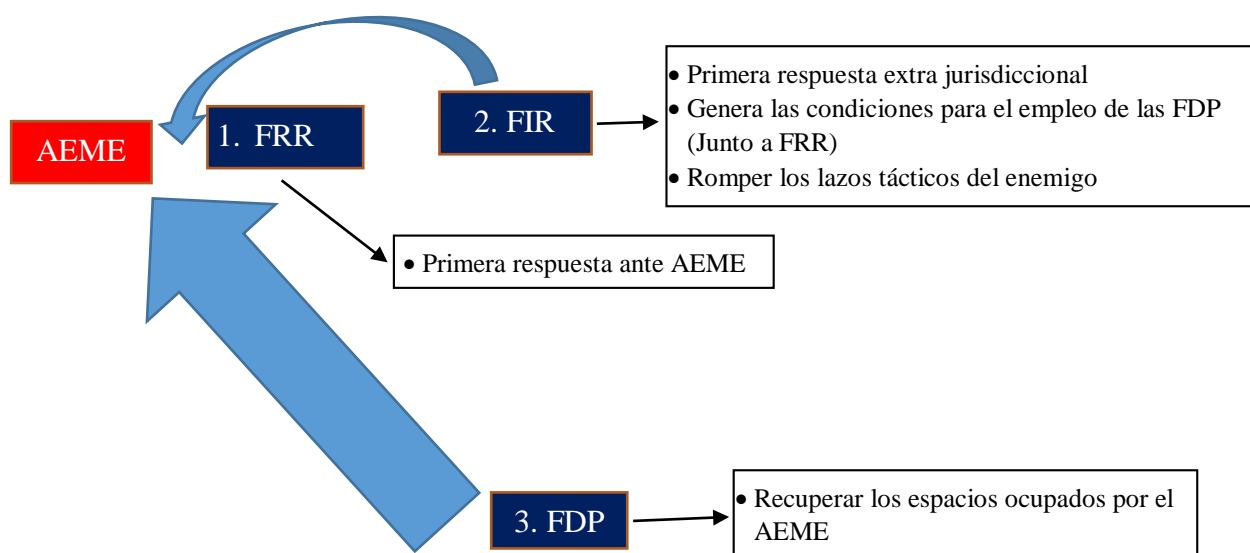 AEME
1. FRR
2. FIR
• Primera respuesta extra jurisdiccional
• Genera las condiciones para el empleo de las FDP
(Junto a FRR)
• Romper los lazos tácticos del enemigo
• Primera respuesta ante AEME
3. FDP
• Recuperar los espacios ocupados por el
AEME